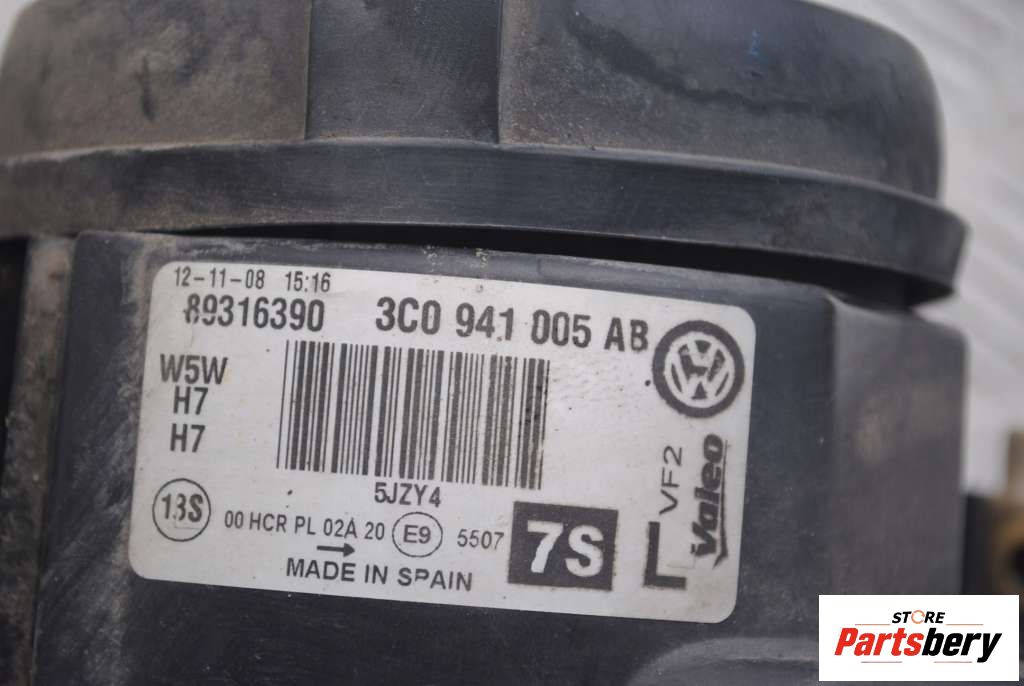 12-11-08 15:16
89316390 3C0 941 005 AB
W5W
H7
H7
5JZY4
13S 00 HCR PL 02A 20 E9 5507 7S L
MADE IN SPAIN
VF2
Valeo
STORE
Partsbery